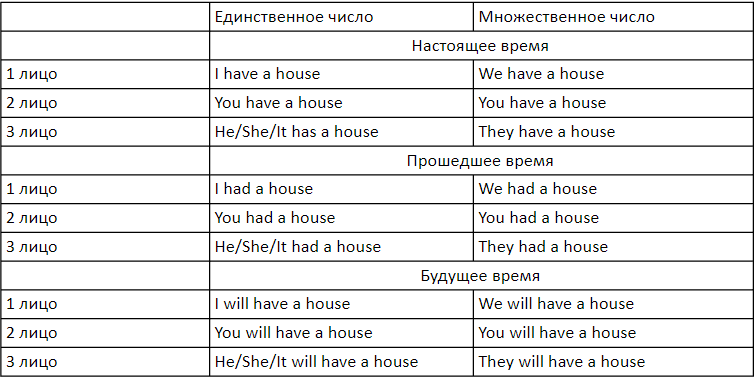 Единственное число Множественное число
Настоящее время
1 лицо I have a house We have a house
2 лицо You have a house You have a house
3 лицо He/She/It has a house They have a house
Прошедшее время
1 лицо I had a house We had a house
2 лицо You had a house You had a house
3 лицо He/She/It had a house They had a house
Будущее время
1 лицо I will have a house We will have a house
2 лицо You will have a house You will have a house
3 лицо He/She/It will have a house They will have a house